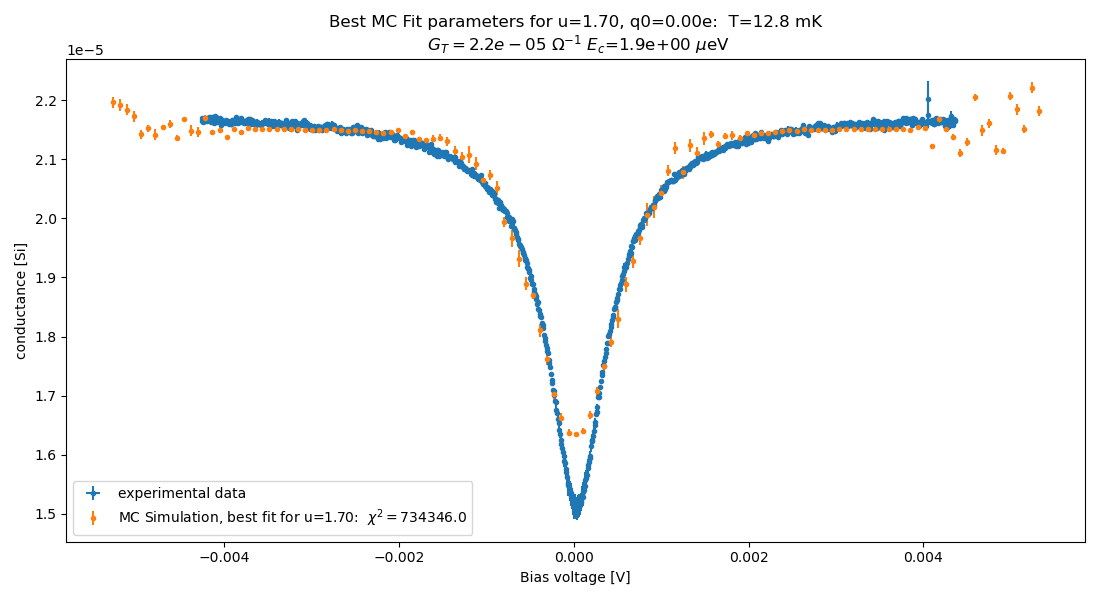 Best MC Fit parameters for u=1.70, q0=0.00e:  T=12.8 mK
$G_T = 2.2e - 05\ \Omega^{-1}$ $E_c$=1.9e+00 $\mu$eV
1e−5
2.2
2.1
2.0
1.9
1.8
1.7
1.6
1.5
conductance [Si]
experimental data
MC Simulation, best fit for u=1.70:  $\chi^2 = 734346.0$
−0.004
−0.002
0.000
0.002
0.004
Bias voltage [V]